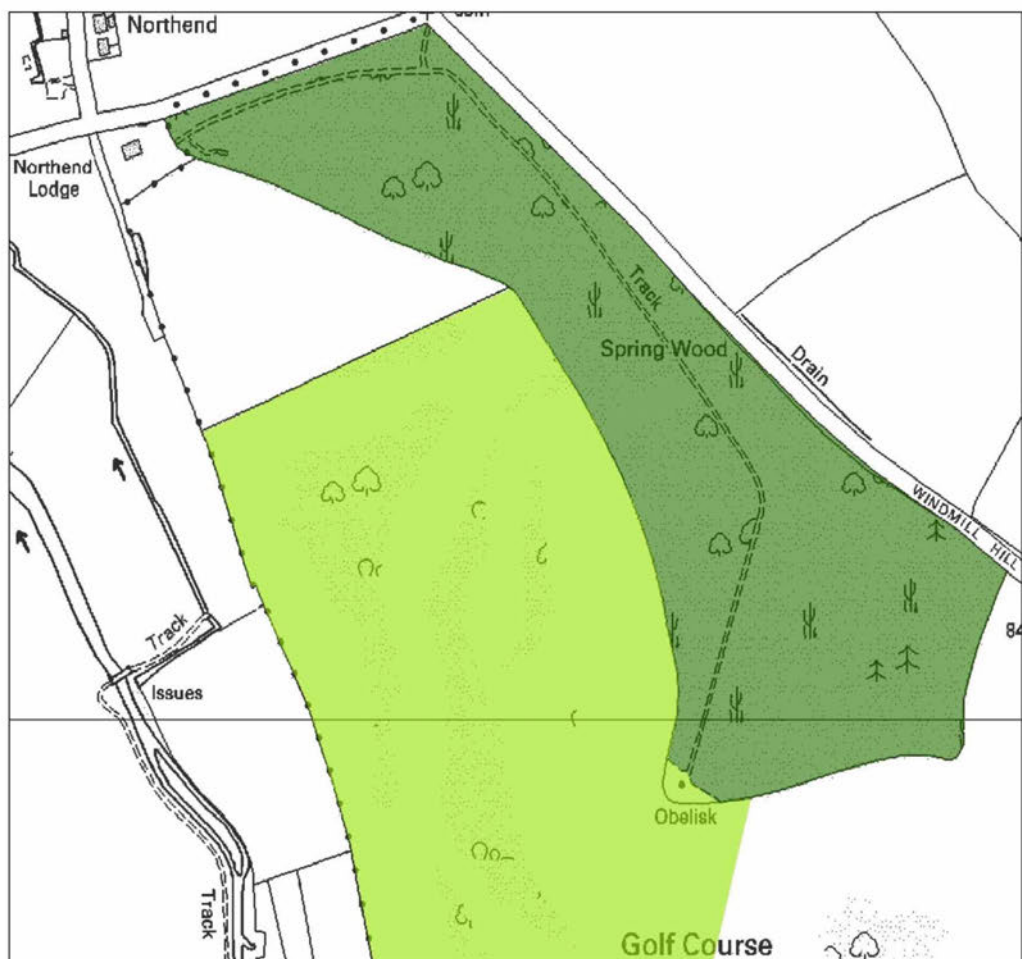 Northend
Northend
Lodge
Track
Spring Wood
Drain
WINDMILL HILL
84
Track
Issues
Obelisk
Track
Golf Course